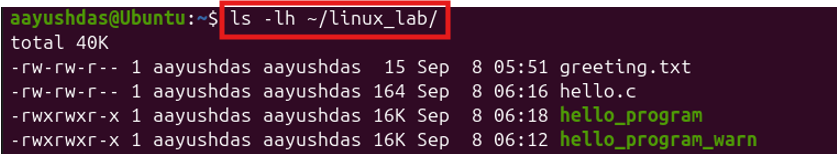 aayushdas@Ubuntu:~$ ls -lh ~/linux_lab/
total 40K
-rw-rw-r-- 1 aayushdas aayushdas  15 Sep  8 05:51 greeting.txt
-rw-rw-r-- 1 aayushdas aayushdas 164 Sep  8 06:16 hello.c
-rwxrwxr-x 1 aayushdas aayushdas 16K Sep  8 06:18 hello_program
-rwxrwxr-x 1 aayushdas aayushdas 16K Sep  8 06:12 hello_program_warn